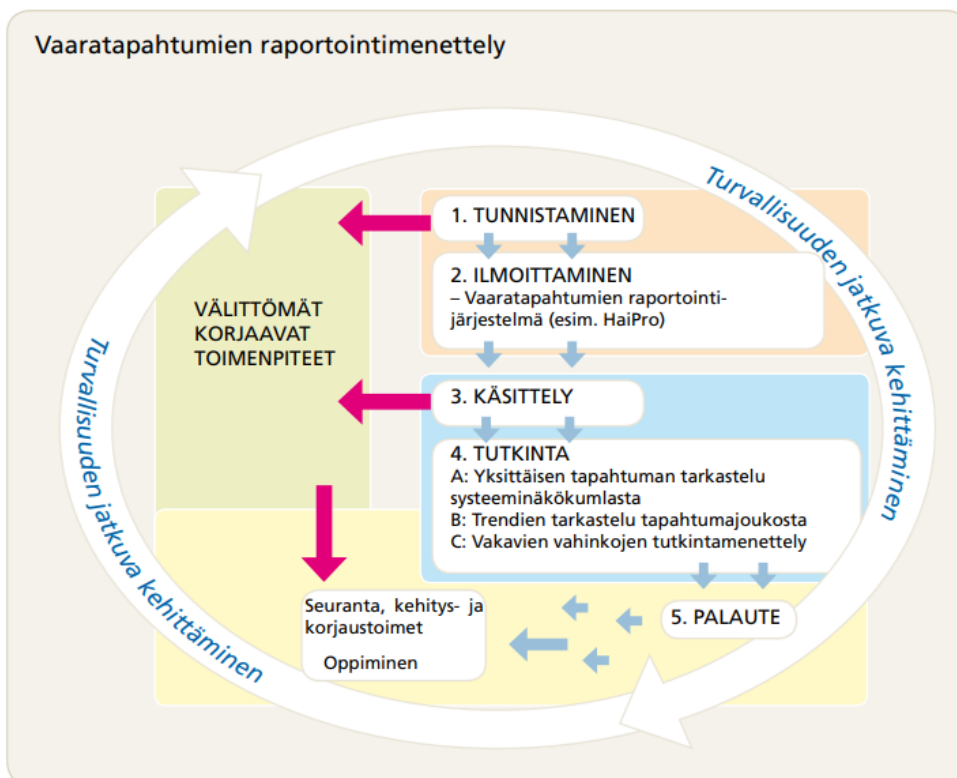 Vaaratapahtumien raportointimenettely
Turvallisuuden jatkuva kehittäminen
1. TUNNISTAMINEN
2. ILMOITTAMINEN
– Vaaratapahtumien raportointi-
järjestelmä (esim. HaiPro)
VÄLITTÖMÄT
KORJAAVAT
TOIMENPITEET
3. KÄSITTELY
4. TUTKINTA
A: Yksittäisen tapahtuman tarkastelu
systeeminäkökumlasta
B: Trendien tarkastelu tapahtumajoukosta
C: Vakavien vahinkojen tutkintamenettely
5. PALAUTE
Seuranta, kehitys- ja
korjaustoimet
Oppiminen
Turvallisuuden jatkuva kehittäminen